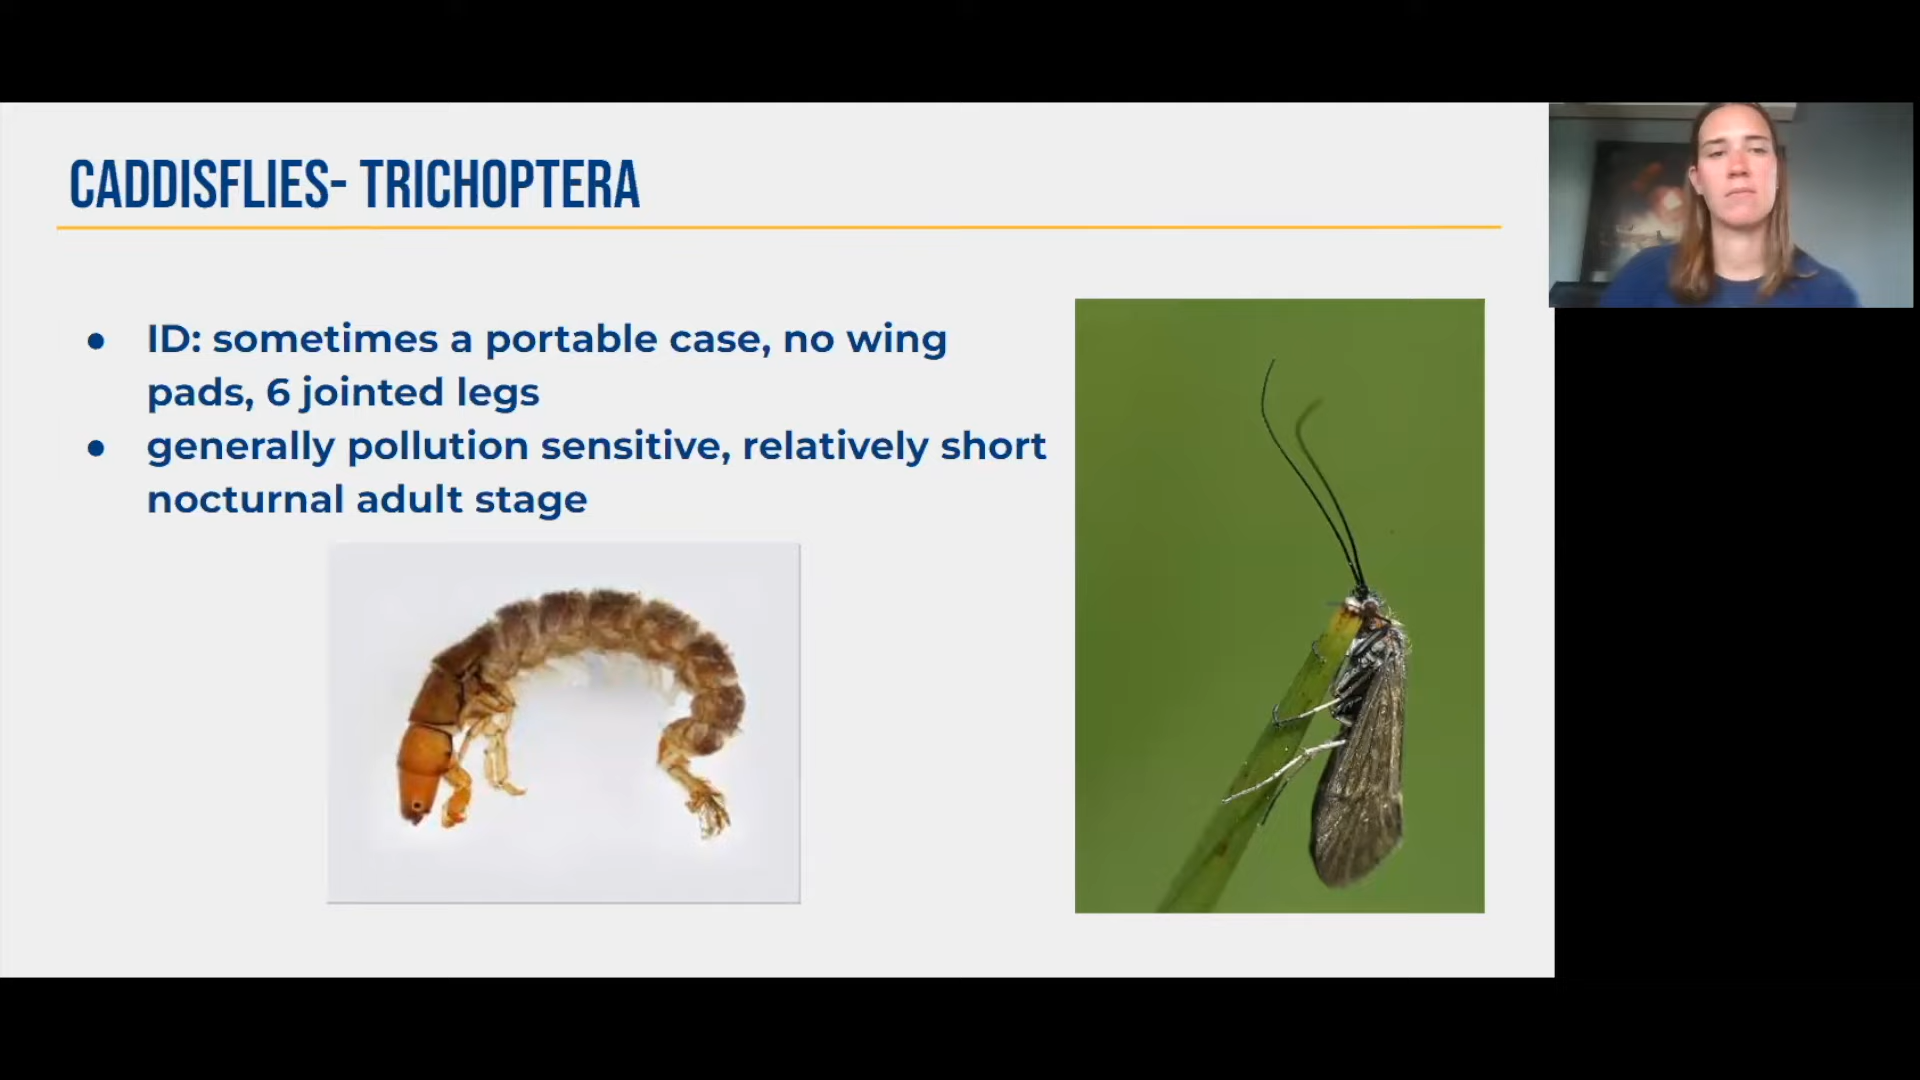 CADDISFLIES- TRICHOPTERA
● ID: sometimes a portable case, no wing
pads, 6 jointed legs
● generally pollution sensitive, relatively short
nocturnal adult stage